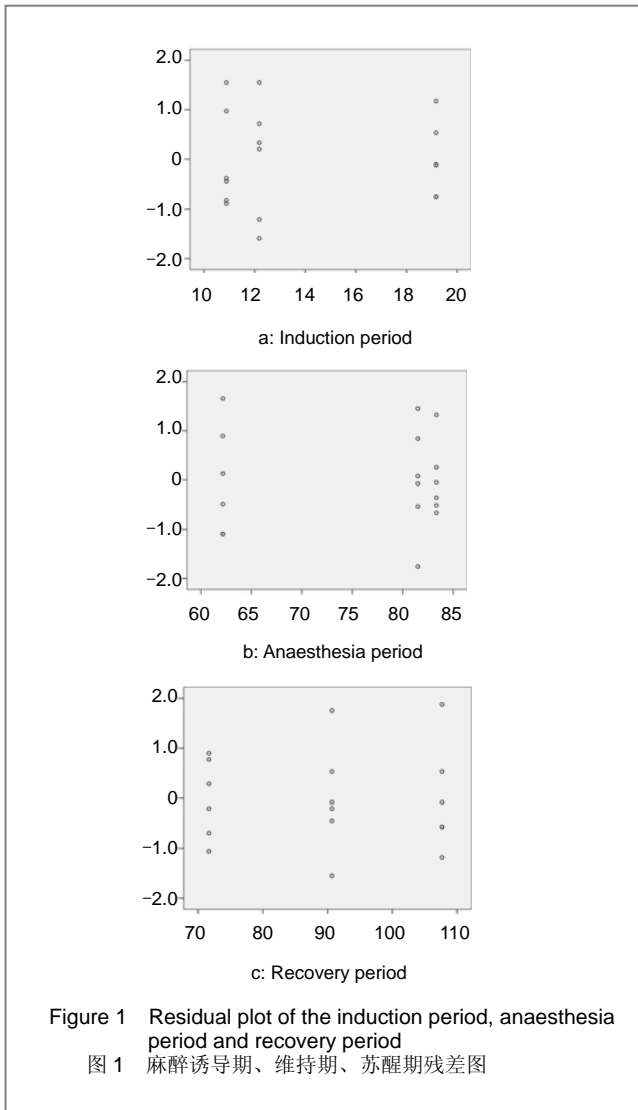 2.0
1.0
0
−1.0
−2.0
10 12 14 16 18 20
a: Induction period
2.0
1.0
0
−1.0
−2.0
60 65 70 75 80 85
b: Anaesthesia period
2.0
1.0
0
−1.0
−2.0
70 80 90 100 110
c: Recovery period
Figure 1 Residual plot of the induction period, anaesthesia
period and recovery period
图 1 麻醉诱导期、维持期、苏醒期残差图